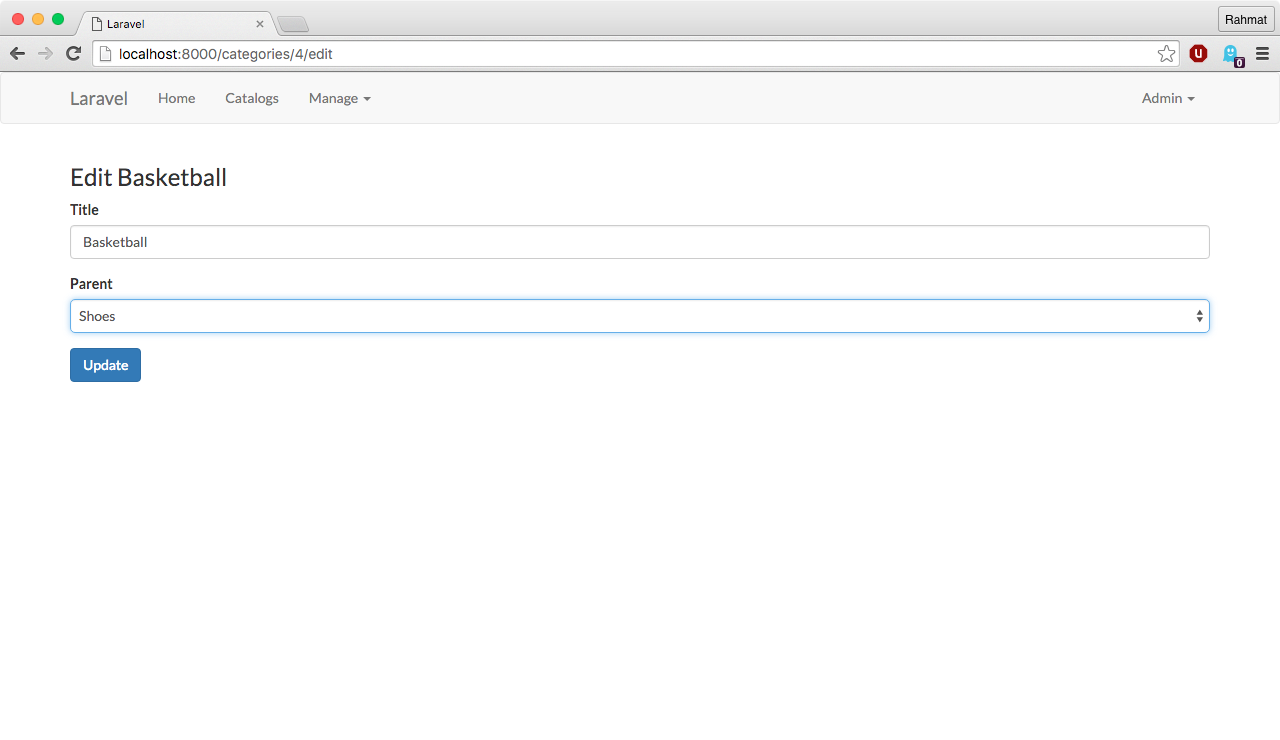 Laravel
Rahmat
localhost:8000/categories/4/edit
0
Laravel Home Catalogs Manage Admin
Edit Basketball
Title
Basketball
Parent
Shoes
Update